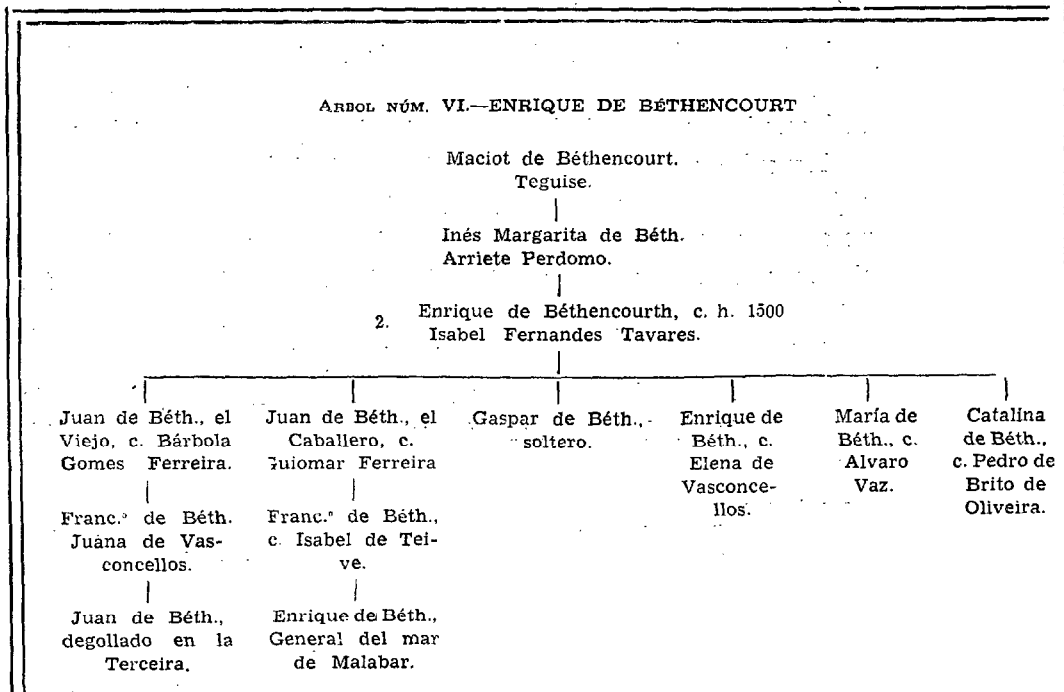 ARBOL NÚM. VI.—ENRIQUE DE BÉTHENCOURT
Maciot de Béthencourt.
Teguise.
Inés Margarita de Béth.
Arriete Perdomo.
2. Enrique de Béthencourth, c. h. 1500
Isabel Fernandes Tavares.
Juan de Béth., el
Viejo, c. Bárbola
Gomes Ferreira.
Franc.º de Béth.
Juana de Vas-
concellos.
Juan de Béth.,
degollado en la
Terceira.
Juan de Béth., el
Caballero, c.
Guiomar Ferreira
Franc.º de Béth.,
c. Isabel de Tei-
ve.
Enrique de Béth.,
General del mar
de Malabar.
Gaspar de Béth.,
soltero.
Enrique de
Béth., c.
Elena de
Vasconce-
llos.
María de
Béth., c.
Alvaro
Vaz.
Catalina
de Béth.,
c. Pedro de
Brito de
Oliveira.